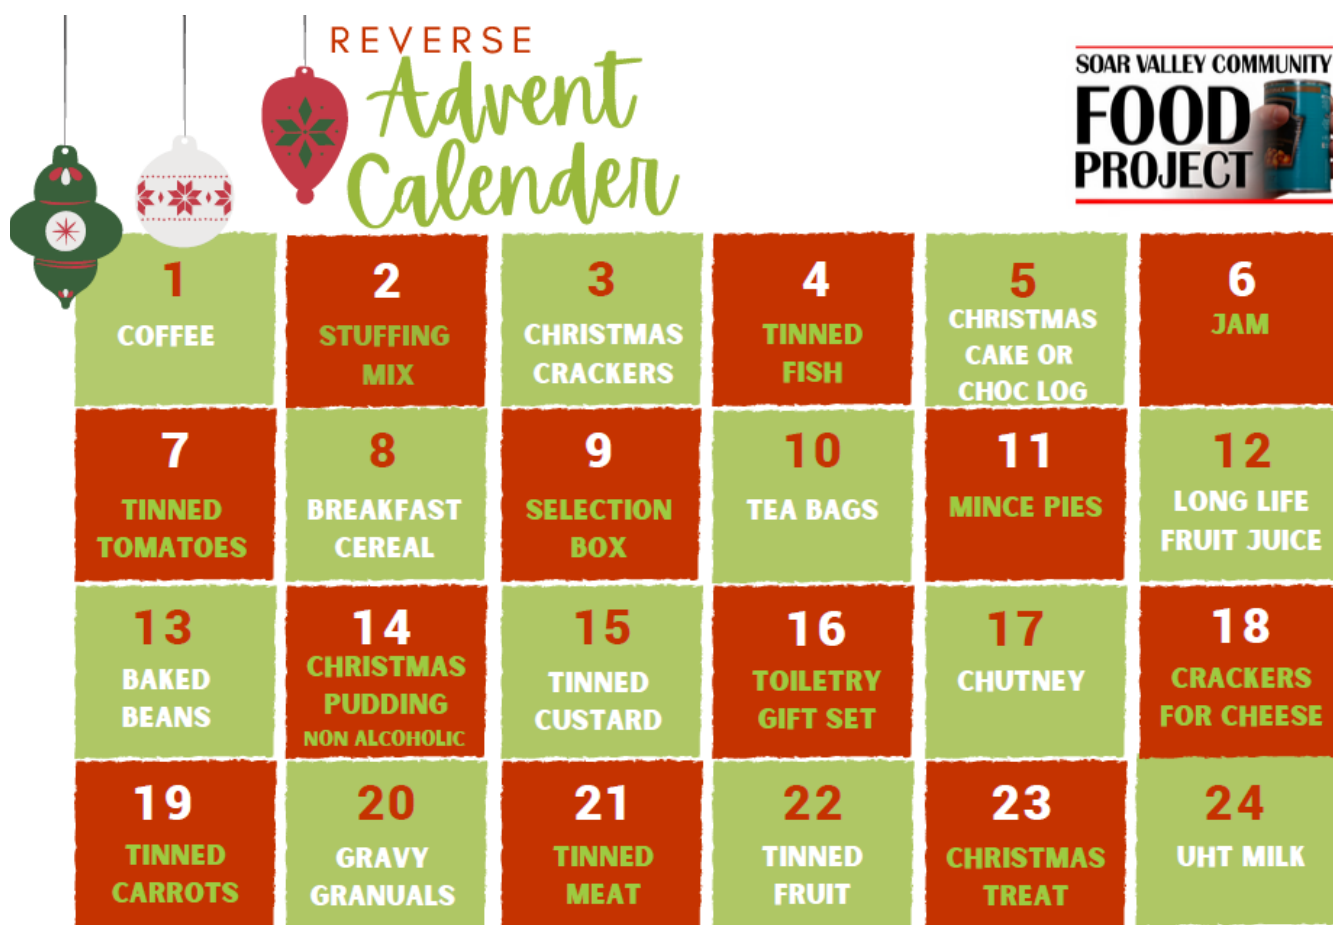 REVERSE
Advent
Calender
SOAR VALLEY COMMUNITY
FOOD
PROJECT
1
COFFEE
2
STUFFING
MIX
3
CHRISTMAS
CRACKERS
4
TINNED
FISH
5
CHRISTMAS
CAKE OR
CHOC LOG
6
JAM
7
TINNED
TOMATOES
8
BREAKFAST
CEREAL
9
SELECTION
BOX
10
TEA BAGS
11
MINCE PIES
12
LONG LIFE
FRUIT JUICE
13
BAKED
BEANS
14
CHRISTMAS
PUDDING
NON ALCOHOLIC
15
TINNED
CUSTARD
16
TOILETRY
GIFT SET
17
CHUTNEY
18
CRACKERS
FOR CHEESE
19
TINNED
CARROTS
20
GRAVY
GRANUALS
21
TINNED
MEAT
22
TINNED
FRUIT
23
CHRISTMAS
TREAT
24
UHT MILK